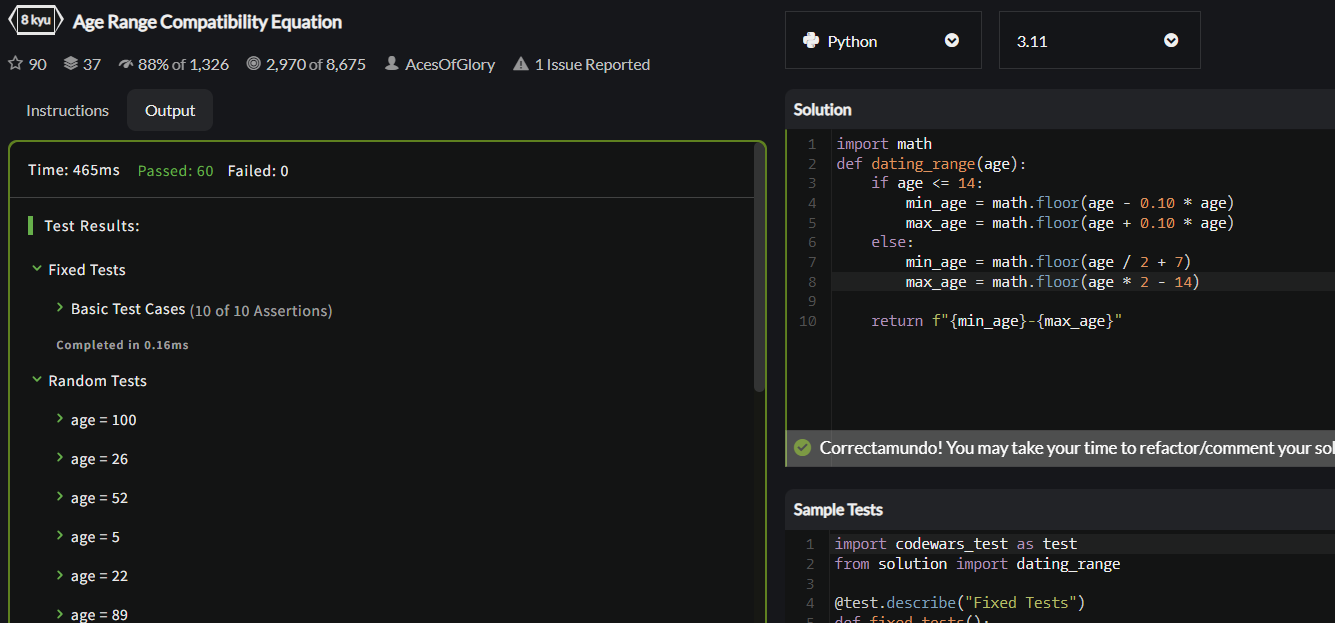 8 kyu Age Range Compatibility Equation
90 37 88% of 1,326 2,970 of 8,675 AcesOfGlory 1 Issue Reported
Instructions Output
Time: 465ms Passed: 60 Failed: 0
Test Results:
Fixed Tests
Basic Test Cases (10 of 10 Assertions)
Completed in 0.16ms
Random Tests
age = 100
age = 26
age = 52
age = 5
age = 22
age = 89
Python 3.11
Solution
1 import math
2 def dating_range(age):
3 if age <= 14:
4 min_age = math.floor(age - 0.10 * age)
5 max_age = math.floor(age + 0.10 * age)
6 else:
7 min_age = math.floor(age / 2 + 7)
8 max_age = math.floor(age * 2 - 14)
9
10 return f"{min_age}-{max_age}"
Correctamundo! You may take your time to refactor/comment your sol
Sample Tests
1 import codewars_test as test
2 from solution import dating_range
3
4 @test.describe("Fixed Tests")
5 def fixed_tests():